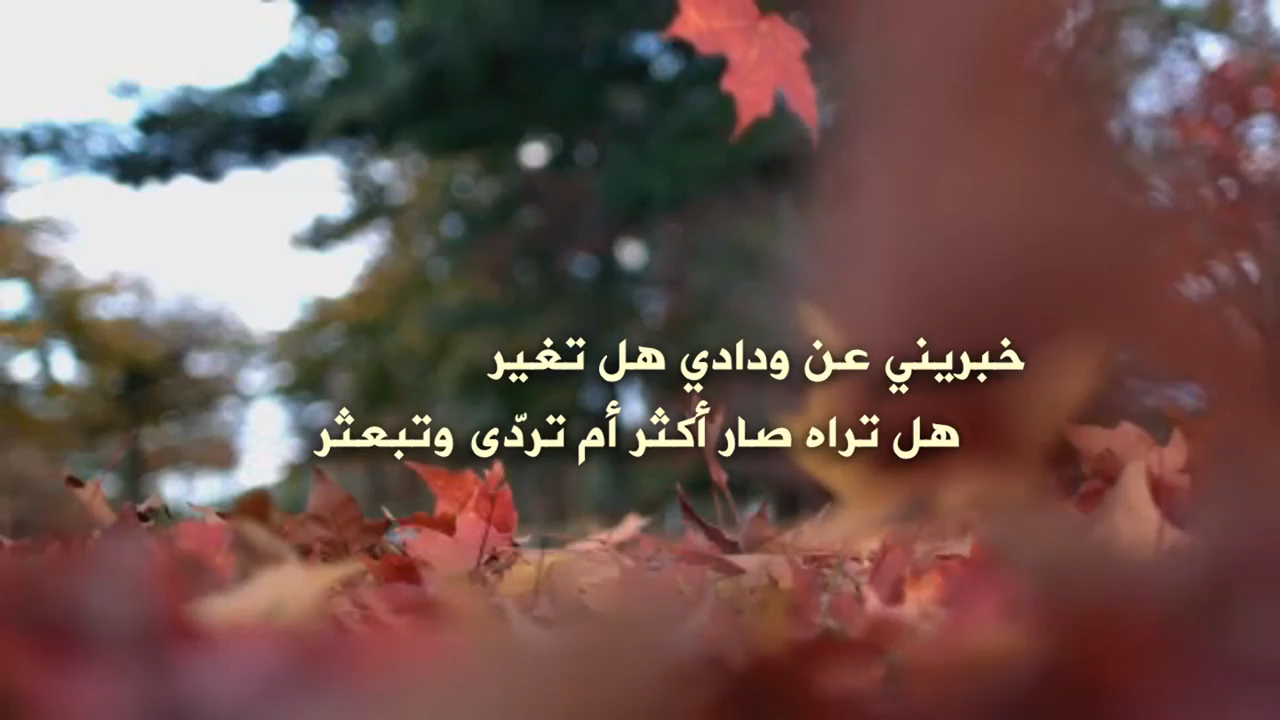 خبريني عن ودادي هل تغير
هل تراه صار أكثر أم تردّى وتبعثر